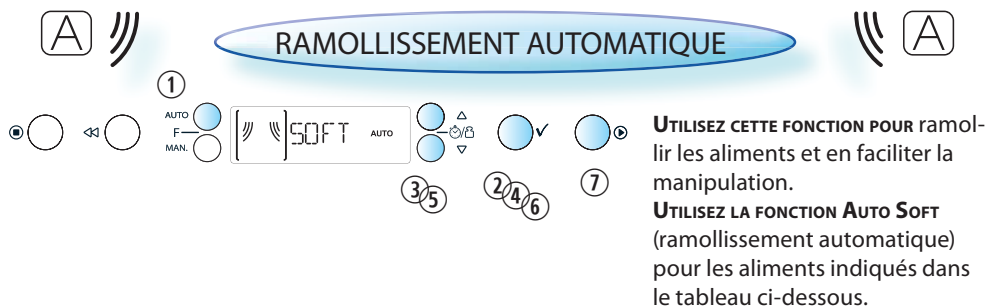 A
RAMOLLISSEMENT AUTOMATIQUE
A
①
AUTO
F
MAN.
SOFT AUTO
③ ⑤
② ④ ⑥
⑦
UTILISEZ CETTE FONCTION POUR ramol-
lir les aliments et en faciliter la
manipulation.
UTILISEZ LA FONCTION AUTO SOFT
(ramollissement automatique)
pour les aliments indiqués dans
le tableau ci-dessous.